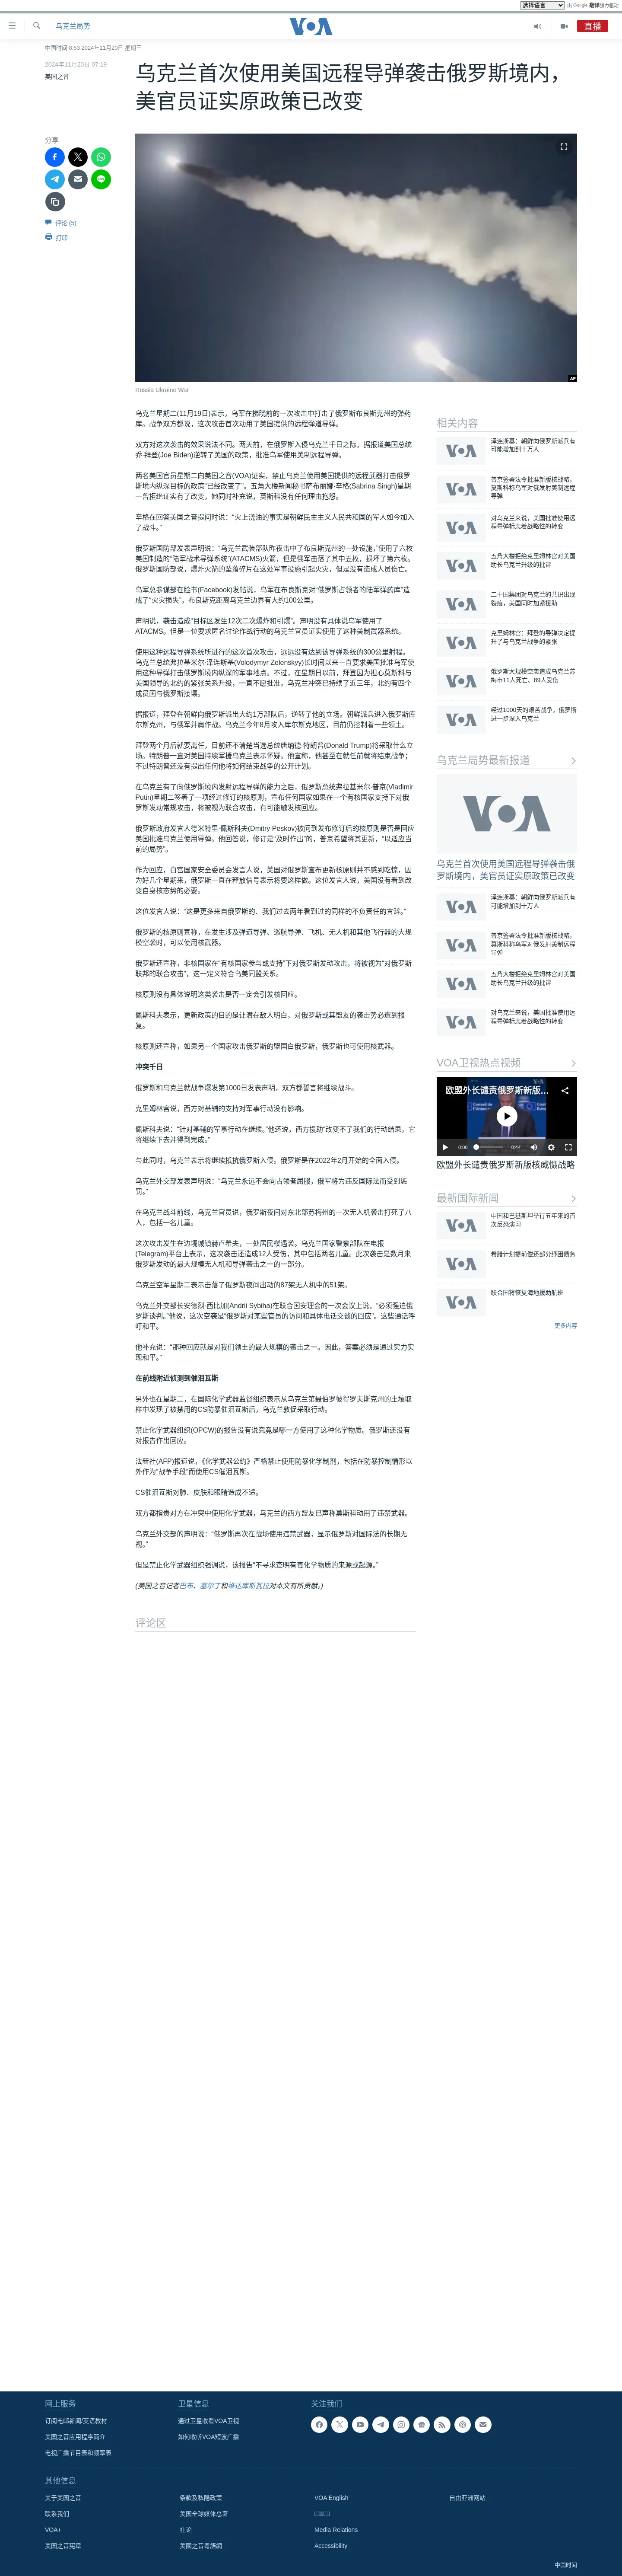 选择语言
由 Google 翻译强力驱动
乌克兰局势
VOA
直播
中国时间 8:53 2024年11月20日 星期三
2024年11月20日 07:19
美国之音
乌克兰首次使用美国远程导弹袭击俄罗斯境内，
美官员证实原政策已改变
分享
评论 (5)
打印
AP
Russia Ukraine War
乌克兰星期二(11月19日)表示，乌军在拂晓前的一次攻击中打击了俄罗斯布良斯克州的弹药
库。战争双方都说，这次攻击首次动用了美国提供的远程弹道导弹。
双方对这次袭击的效果说法不同。两天前，在俄罗斯入侵乌克兰千日之际，据报道美国总统
乔·拜登(Joe Biden)逆转了美国的政策，批准乌军使用美制远程导弹。
两名美国官员星期二向美国之音(VOA)证实，禁止乌克兰使用美国提供的远程武器打击俄罗
斯境内纵深目标的政策“已经改变了”。五角大楼新闻秘书萨布丽娜·辛格(Sabrina Singh)星期
一曾拒绝证实有了改变，她同时补充说，莫斯科没有任何理由抱怨。
辛格在回答美国之音提问时说：“火上浇油的事实是朝鲜民主主义人民共和国的军人如今加入
了战斗。”
俄罗斯国防部发表声明说：“乌克兰武装部队昨夜击中了布良斯克州的一处设施，”使用了六枚
美国制造的“陆军战术导弹系统”(ATACMS)火箭，但是俄军击落了其中五枚，损坏了第六枚。
俄罗斯国防部说，爆炸火箭的坠落碎片在这处军事设施引起火灾，但是没有造成人员伤亡。
乌军总参谋部在脸书(Facebook)发帖说，乌军在布良斯克对“俄罗斯占领者的陆军弹药库”造
成了“火灾损失”。布良斯克距离乌克兰边界有大约100公里。
声明说，袭击造成“目标区发生12次二次爆炸和引爆”。声明没有具体说乌军使用了
ATACMS。但是一位要求匿名讨论作战行动的乌克兰官员证实使用了这种美制武器系统。
使用这种远程导弹系统所进行的这次首次攻击，远远没有达到该导弹系统的300公里射程。
乌克兰总统弗拉基米尔·泽连斯基(Volodymyr Zelenskyy)长时间以来一直要求美国批准乌军使
用这种导弹打击俄罗斯境内纵深的军事地点。不过，在星期日以前，拜登因为担心莫斯科与
美国领导的北约的紧张关系升级，一直不愿批准。乌克兰冲突已持续了近三年，北约有四个
成员国与俄罗斯接壤。
据报道，拜登在朝鲜向俄罗斯派出大约1万部队后，逆转了他的立场。朝鲜派兵进入俄罗斯库
尔斯克州，与俄军并肩作战。乌克兰今年8月攻入库尔斯克地区，目前仍控制着一些领土。
拜登两个月后就要离任，目前还不清楚当选总统唐纳德·特朗普(Donald Trump)将采取什么立
场。特朗普一直对美国持续军援乌克兰表示怀疑。他宣称，他甚至在就任前就将结束战争；
不过特朗普还没有提出任何他将如何结束战争的公开计划。
在乌克兰有了向俄罗斯境内发射远程导弹的能力之后，俄罗斯总统弗拉基米尔·普京(Vladimir
Putin)星期二签署了一项经过修订的核原则，宣布任何国家如果在一个有核国家支持下对俄
罗斯发动常规攻击，将被视为联合攻击，有可能触发核回应。
俄罗斯政府发言人德米特里·佩斯科夫(Dmitry Peskov)被问到发布修订后的核原则是否是回应
美国批准乌克兰使用导弹。他回答说，修订是“及时作出”的，普京希望将其更新，“以适应当
前的局势”。
作为回应，白宫国家安全委员会发言人说，美国对俄罗斯宣布更新核原则并不感到吃惊，因
为好几个星期来，俄罗斯一直在释放信号表示将要这样做。这位发言人说，美国没有看到改
变自身核态势的必要。
这位发言人说：“这是更多来自俄罗斯的、我们过去两年看到过的同样的不负责任的言辞。”
俄罗斯的核原则宣称，在发生涉及弹道导弹、巡航导弹、飞机、无人机和其他飞行器的大规
模空袭时，可以使用核武器。
俄罗斯还宣称，非核国家在“有核国家参与或支持”下对俄罗斯发动攻击，将被视为“对俄罗斯
联邦的联合攻击”，这一定义符合乌美同盟关系。
核原则没有具体说明这类袭击是否一定会引发核回应。
佩斯科夫表示，更新政策的目的是让潜在敌人明白，对俄罗斯或其盟友的袭击势必遭到报
复。
核原则还宣称，如果另一个国家攻击俄罗斯的盟国白俄罗斯，俄罗斯也可使用核武器。
冲突千日
俄罗斯和乌克兰就战争爆发第1000日发表声明，双方都誓言将继续战斗。
克里姆林宫说，西方对基辅的支持对军事行动没有影响。
佩斯科夫说：“针对基辅的军事行动在继续。”他还说，西方援助“改变不了我们的行动结果，它
将继续下去并得到完成。”
与此同时，乌克兰表示将继续抵抗俄罗斯入侵。俄罗斯是在2022年2月开始的全面入侵。
乌克兰外交部发表声明说：“乌克兰永远不会向占领者屈服，俄军将为违反国际法而受到惩
罚。”
在乌克兰战斗前线，乌克兰官员说，俄罗斯夜间对东北部苏梅州的一次无人机袭击打死了八
人，包括一名儿童。
这次攻击发生在边境城镇赫卢希夫，一处居民楼遇袭。乌克兰国家警察部队在电报
(Telegram)平台上表示，这次袭击还造成12人受伤，其中包括两名儿童。此次袭击是数月来
俄罗斯发动的最大规模无人机和导弹袭击之一的一部分。
乌克兰空军星期二表示击落了俄罗斯夜间出动的87架无人机中的51架。
乌克兰外交部长安德烈·西比加(Andrii Sybiha)在联合国安理会的一次会议上说，“必须强迫俄
罗斯谈判。”他说，这次空袭是“俄罗斯对某些官员的访问和具体电话交谈的回应”。这些通话呼
吁和平。
他补充说：“那种回应就是对我们领土的最大规模的袭击之一。因此，答案必须是通过实力实
现和平。”
在前线附近侦测到催泪瓦斯
另外也在星期二，在国际化学武器监督组织表示从乌克兰第聂伯罗彼得罗夫斯克州的土壤取
样中发现了被禁用的CS防暴催泪瓦斯后，乌克兰敦促采取行动。
禁止化学武器组织(OPCW)的报告没有说究竟是哪一方使用了这种化学物质。俄罗斯还没有
对报告作出回应。
法新社(AFP)报道说，《化学武器公约》严格禁止使用防暴化学制剂，包括在防暴控制情形以
外作为“战争手段”而使用CS催泪瓦斯。
CS催泪瓦斯对肺、皮肤和眼睛造成不适。
双方都指责对方在冲突中使用化学武器，乌克兰的西方盟友已声称莫斯科动用了违禁武器。
乌克兰外交部的声明说：“俄罗斯再次在战场使用违禁武器，显示俄罗斯对国际法的长期无
视。”
但是禁止化学武器组织强调说，该报告“不寻求查明有毒化学物质的来源或起源。”
(美国之音记者巴布、塞尔丁和维达库斯瓦拉对本文有所贡献。)
评论区
相关内容
泽连斯基：朝鲜向俄罗斯派兵有
可能增加到十万人
普京签署法令批准新版核战略，
莫斯科称乌军对俄发射美制远程
导弹
对乌克兰来说，美国批准使用远
程导弹标志着战略性的转变
五角大楼拒绝克里姆林宫对美国
助长乌克兰升级的批评
二十国集团对乌克兰的共识出现
裂痕，美国同时加紧援助
克里姆林宫：拜登的导弹决定提
升了与乌克兰战争的紧张
俄罗斯大规模空袭造成乌克兰苏
梅市11人死亡、89人受伤
经过1000天的艰苦战争，俄罗斯
进一步深入乌克兰
乌克兰局势最新报道
乌克兰首次使用美国远程导弹袭击俄
罗斯境内，美官员证实原政策已改变
泽连斯基：朝鲜向俄罗斯派兵有
可能增加到十万人
普京签署法令批准新版核战略，
莫斯科称乌军对俄发射美制远程
导弹
五角大楼拒绝克里姆林宫对美国
助长乌克兰升级的批评
对乌克兰来说，美国批准使用远
程导弹标志着战略性的转变
VOA卫视热点视频
欧盟外长谴责俄罗斯新版...
0:00
0:44
欧盟外长谴责俄罗斯新版核威慑战略
最新国际新闻
中国和巴基斯坦举行五年来的首
次反恐演习
希腊计划提前偿还部分纾困债务
联合国将恢复海地援助航班
更多内容
网上服务
订阅电邮新闻/英语教材
美国之音应用程序简介
电视广播节目表和频率表
卫星信息
通过卫星收看VOA卫视
如何收听VOA短波广播
关注我们
其他信息
关于美国之音
条款及私隐政策
VOA English
自由亚洲网站
联系我们
美国全球媒体总署
VOA+
社论
Media Relations
美国之音宪章
美国之音粤語網
Accessibility
中国时间